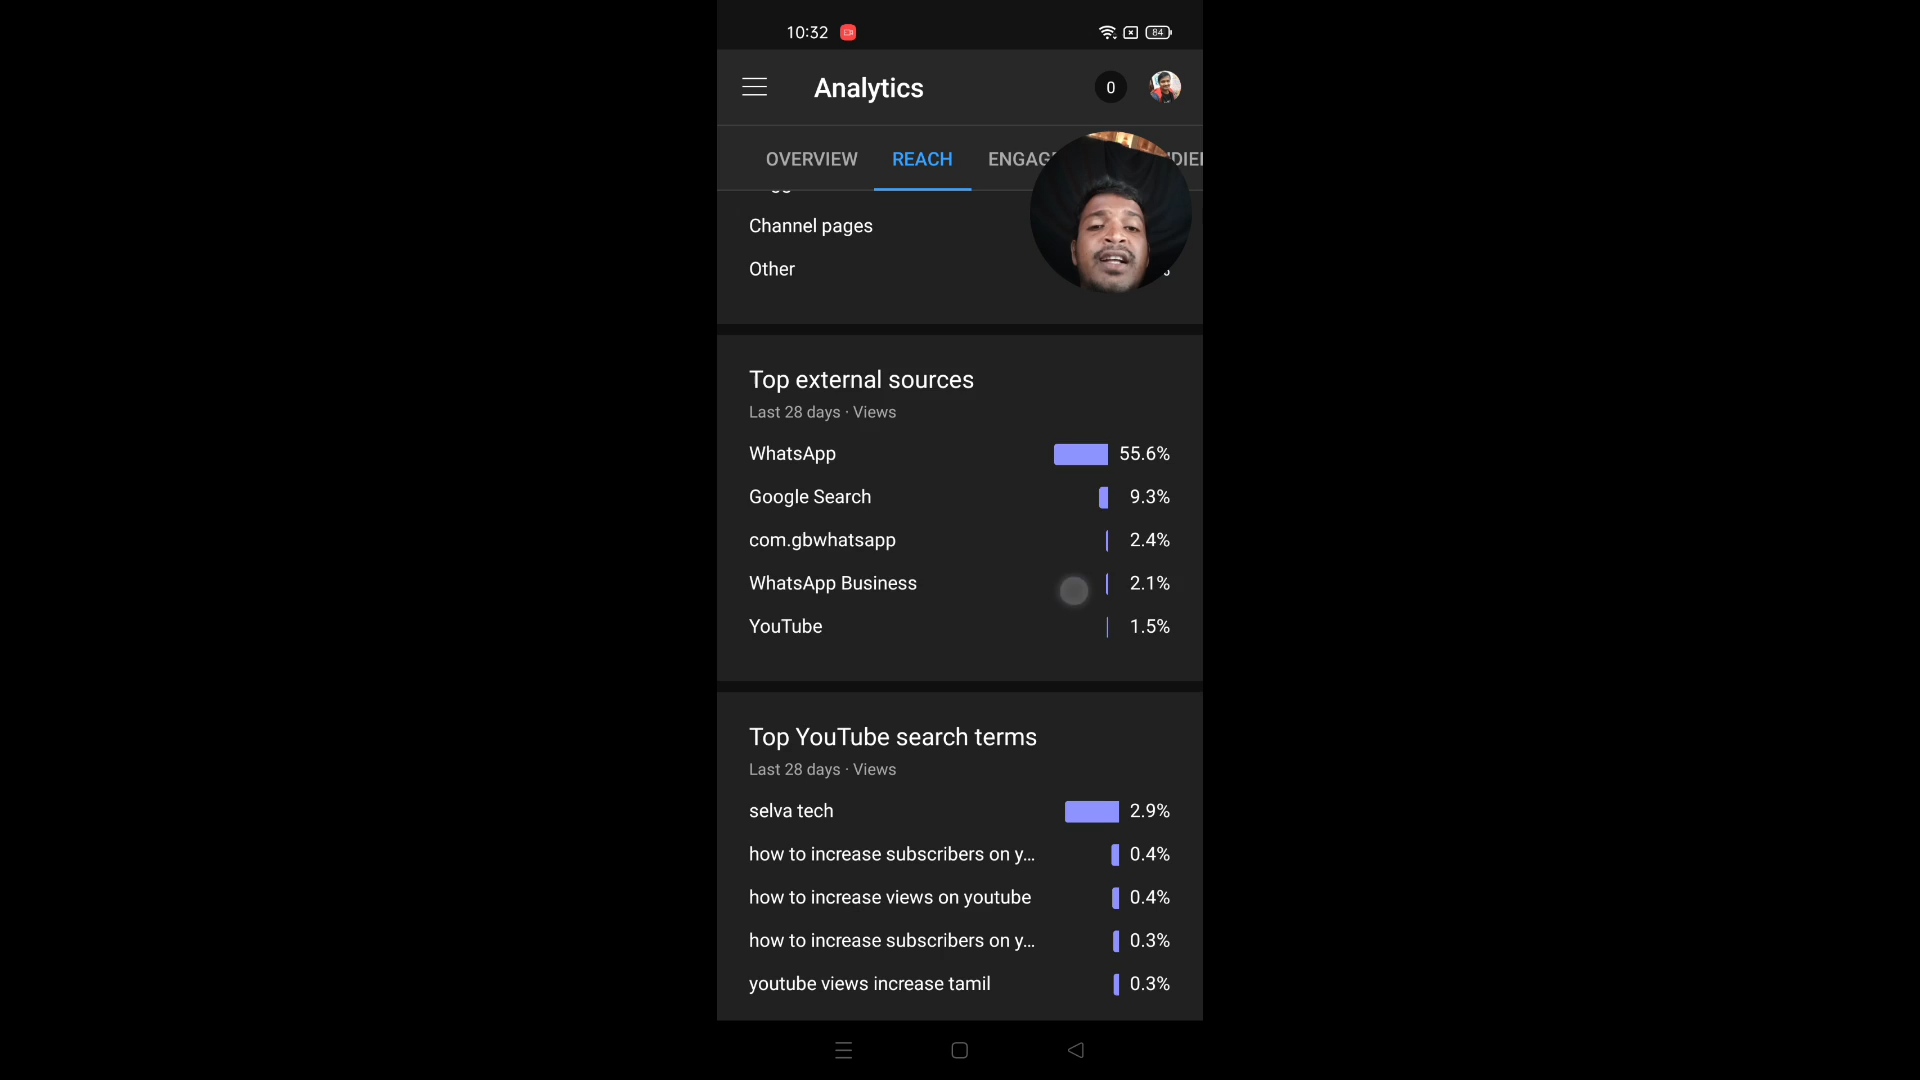 10:32
84
Analytics
0
OVERVIEW REACH
Channel pages
Other
Top external sources
Last 28 days · Views
WhatsApp 55.6%
Google Search 9.3%
com.gbwhatsapp 2.4%
WhatsApp Business 2.1%
YouTube 1.5%
Top YouTube search terms
Last 28 days · Views
selva tech 2.9%
how to increase subscribers on y... 0.4%
how to increase views on youtube 0.4%
how to increase subscribers on y... 0.3%
youtube views increase tamil 0.3%